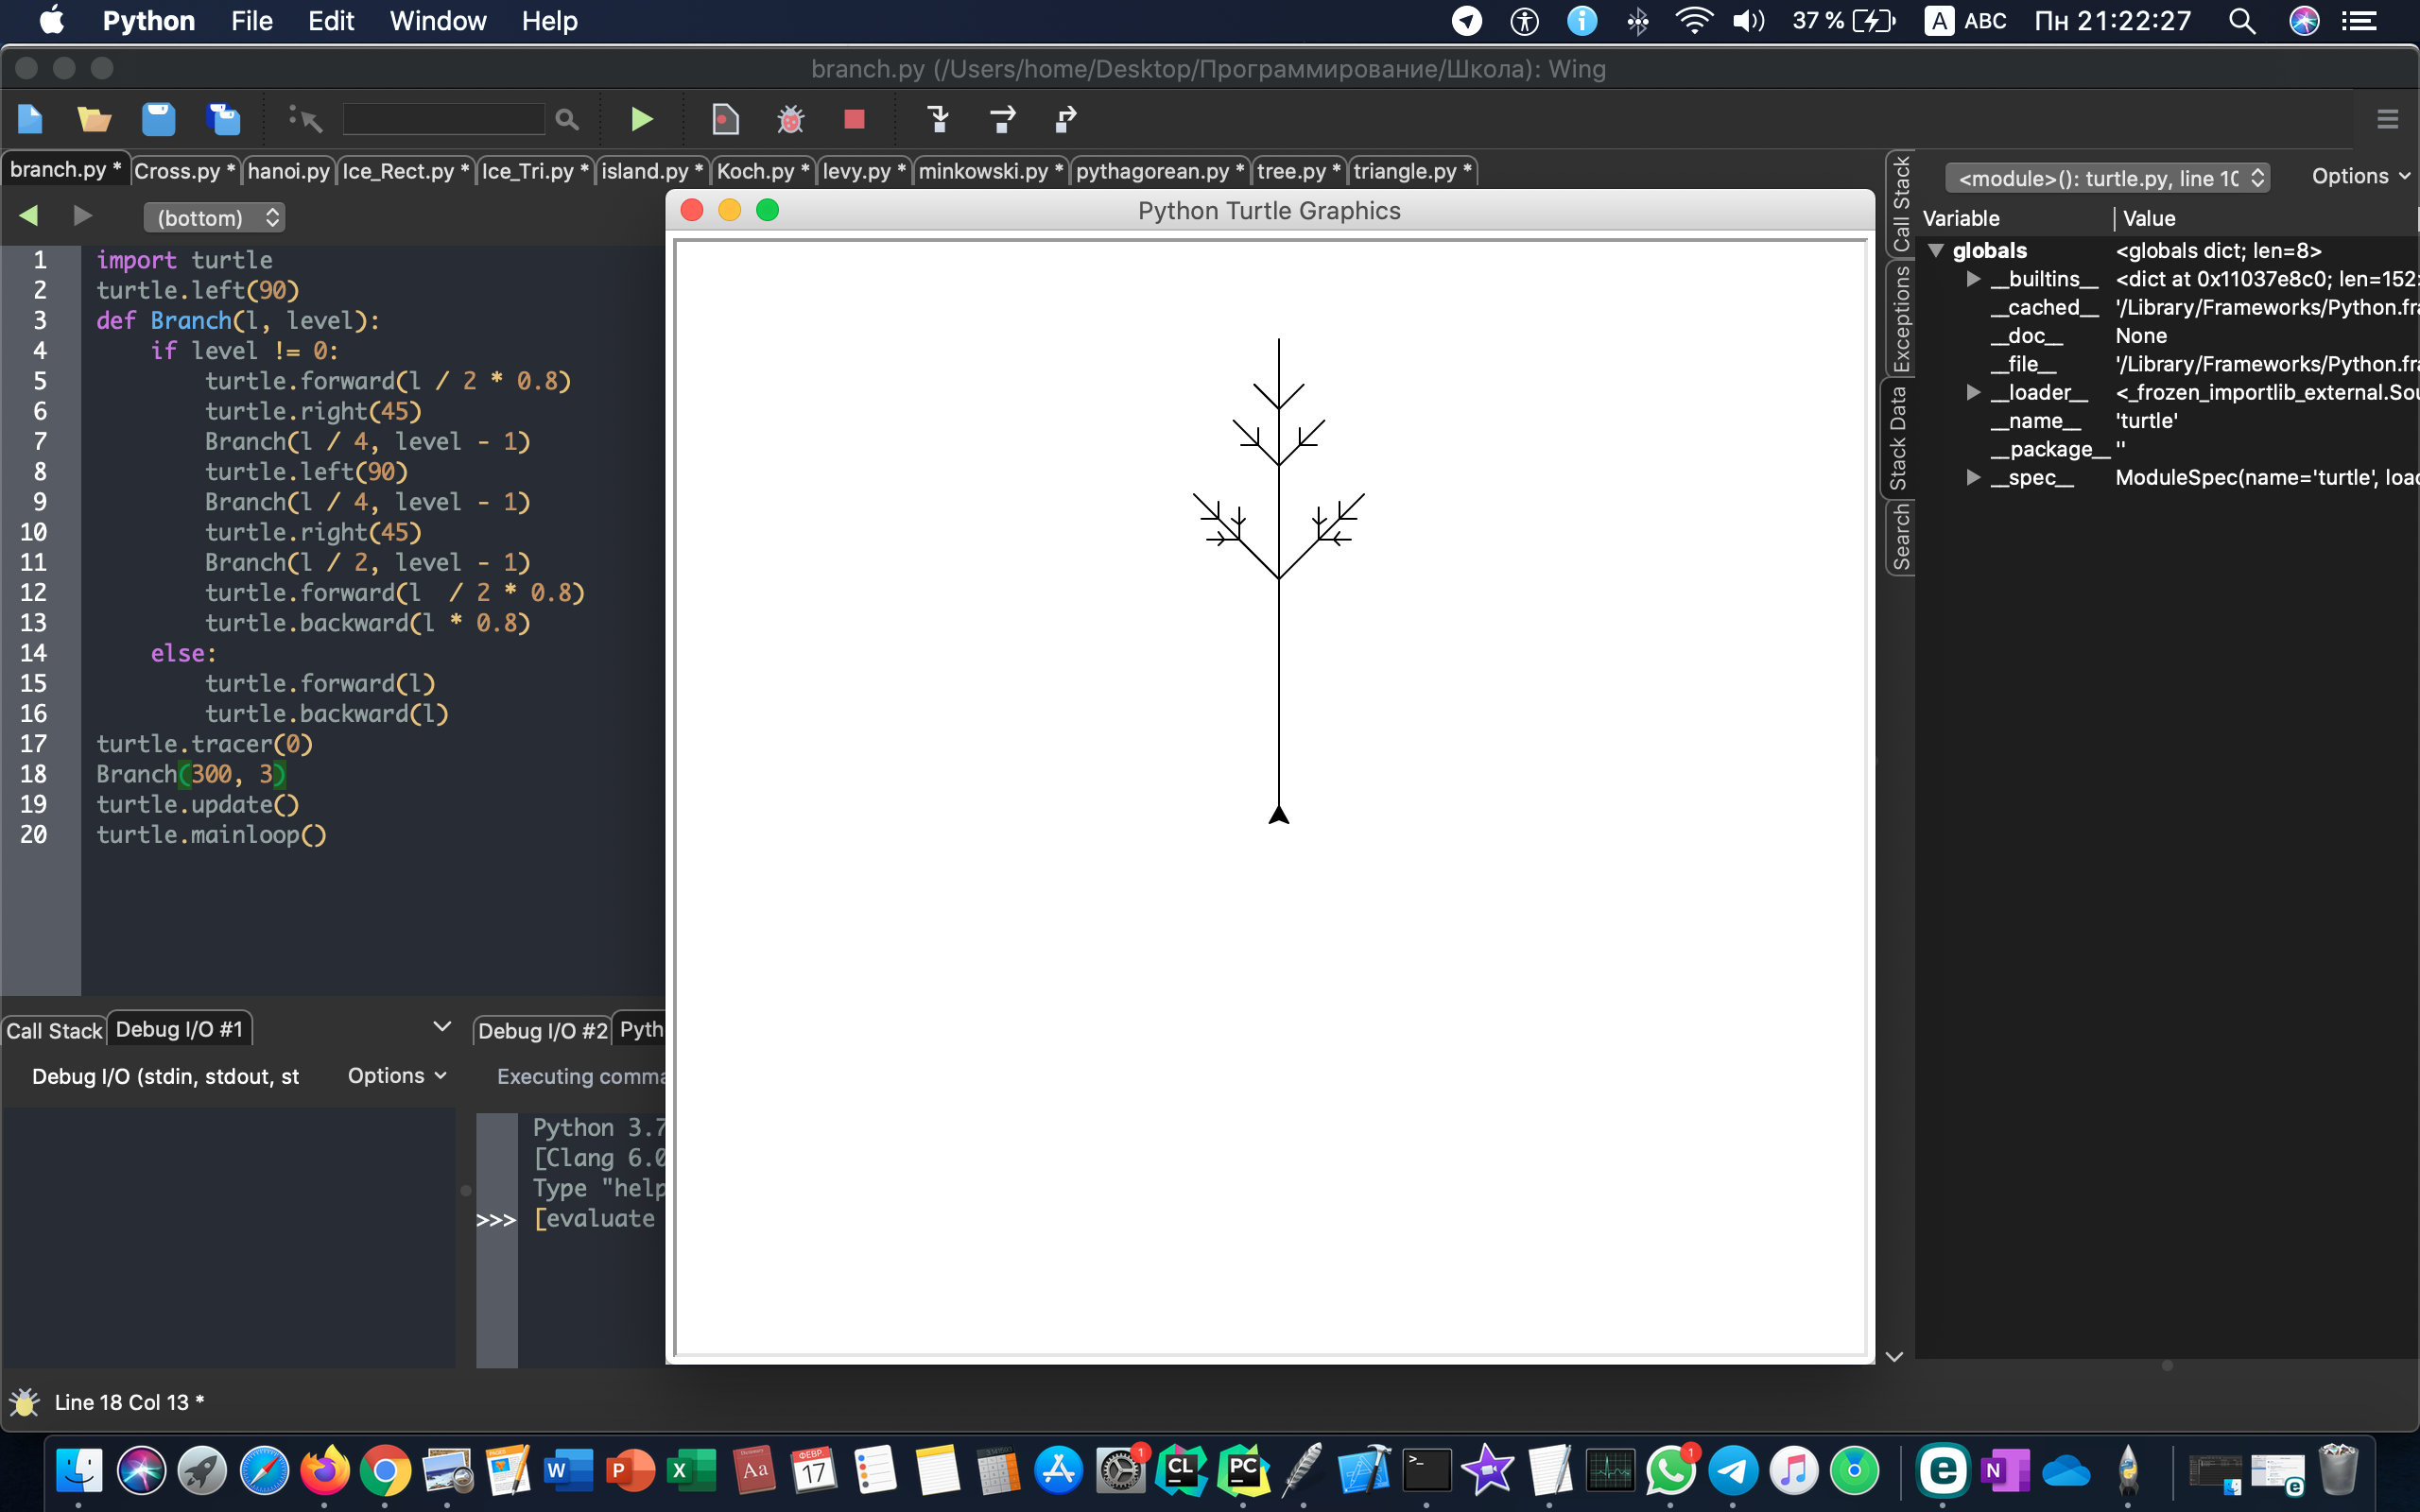 Python File Edit Window Help 37 % A ABC Пн 21:22:27
branch.py (/Users/home/Desktop/Программирование/Школа): Wing
branch.py * Cross.py * hanoi.py Ice_Rect.py * Ice_Tri.py * island.py * Koch.py * levy.py * minkowski.py * pythagorean.py * tree.py * triangle.py *
(bottom)
1 import turtle
2 turtle.left(90)
3 def Branch(l, level):
4     if level != 0:
5         turtle.forward(l / 2 * 0.8)
6         turtle.right(45)
7         Branch(l / 4, level - 1)
8         turtle.left(90)
9         Branch(l / 4, level - 1)
10         turtle.right(45)
11         Branch(l / 2, level - 1)
12         turtle.forward(l  / 2 * 0.8)
13         turtle.backward(l * 0.8)
14     else:
15         turtle.forward(l)
16         turtle.backward(l)
17 turtle.tracer(0)
18 Branch(300, 3)
19 turtle.update()
20 turtle.mainloop()
Python Turtle Graphics
Call Stack
Exceptions
Stack Data
Search
<module>(): turtle.py, line 10 Options
Variable Value
globals <globals dict; len=8>
__builtins__ <dict at 0x11037e8c0; len=152
__cached__ '/Library/Frameworks/Python.fr
__doc__ None
__file__ '/Library/Frameworks/Python.fr
__loader__ <_frozen_importlib_external.Sou
__name__ 'turtle'
__package__ ''
__spec__ ModuleSpec(name='turtle', load
Call Stack Debug I/O #1
Debug I/O (stdin, stdout, st Options
Debug I/O #2 Pyth
Executing comma
Python 3.7
[Clang 6.0
Type "help
>>> [evaluate
Line 18 Col 13 *
W P X Aa ФЕВР. 17 1 CL PC >_ 1 e N